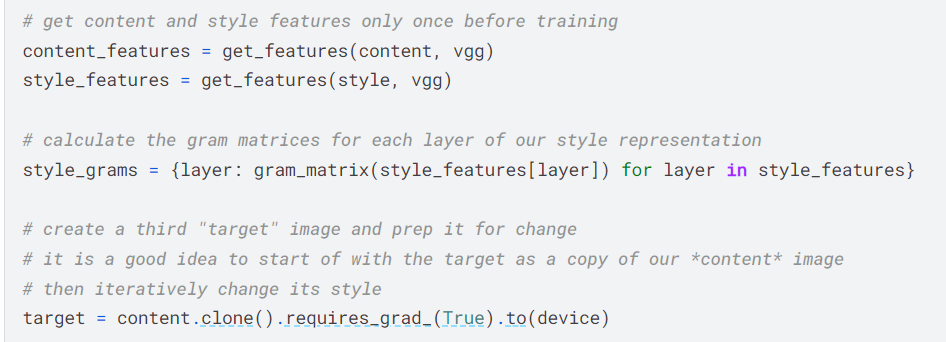 # get content and style features only once before training
content_features = get_features(content, vgg)
style_features = get_features(style, vgg)
# calculate the gram matrices for each layer of our style representation
style_grams = {layer: gram_matrix(style_features[layer]) for layer in style_features}
# create a third "target" image and prep it for change
# it is a good idea to start of with the target as a copy of our *content* image
# then iteratively change its style
target = content.clone().requires_grad_(True).to(device)